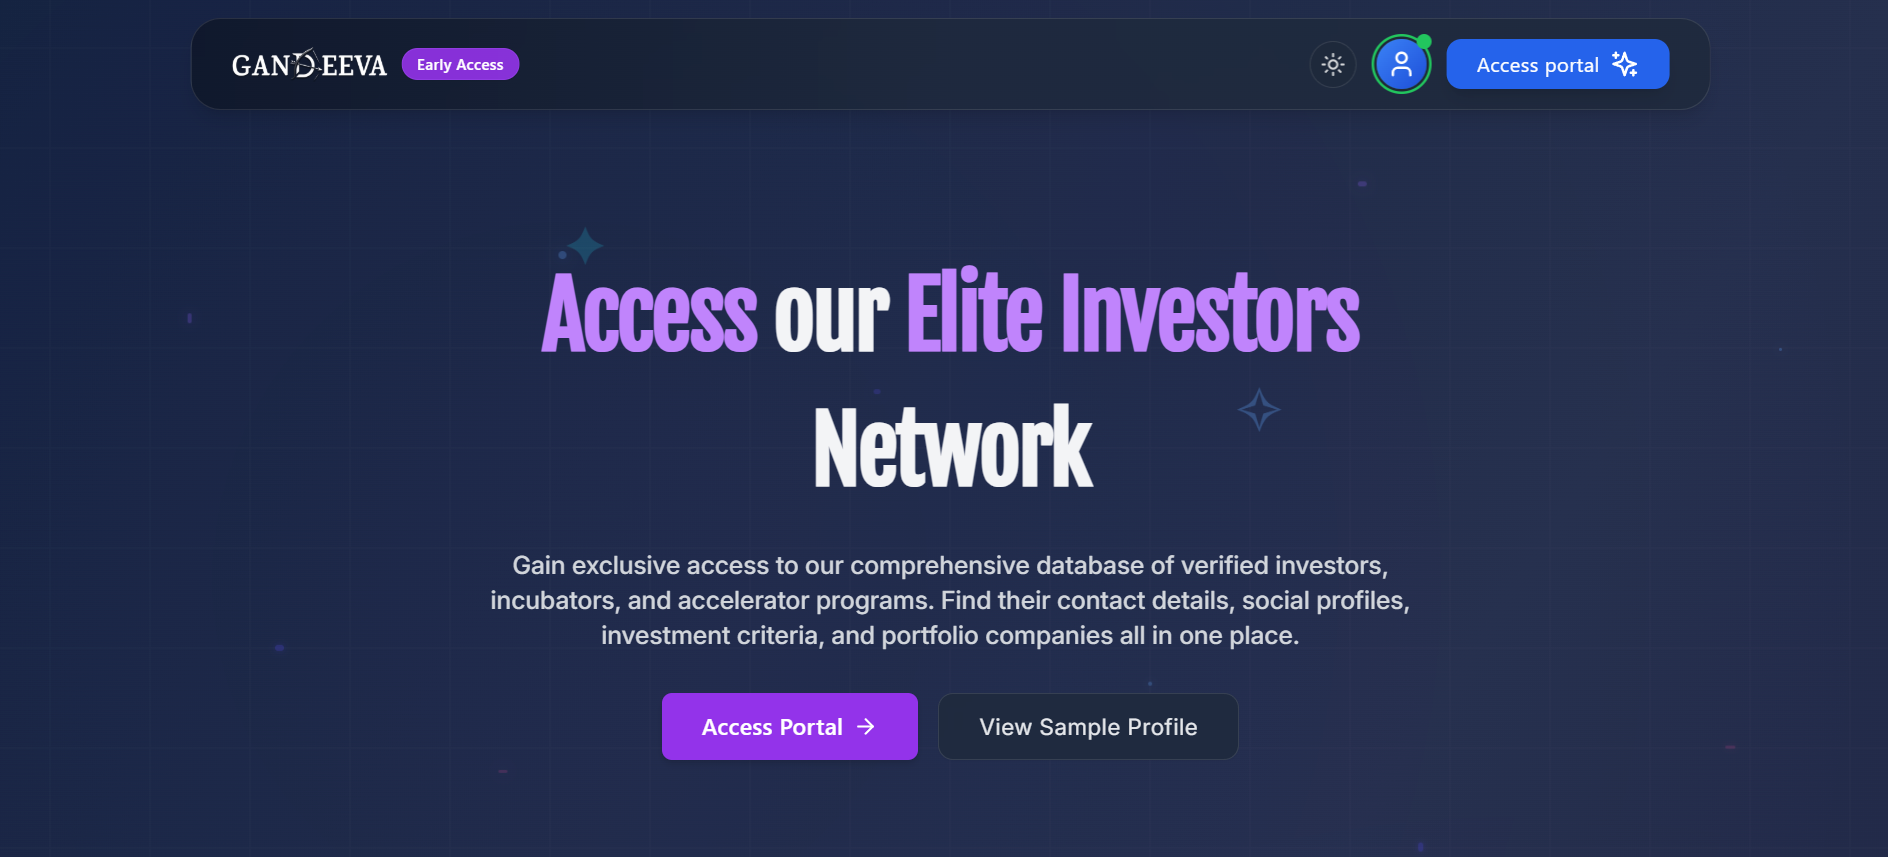 GANDEEVA
Early Access
Access portal
Access our Elite Investors
Network
Gain exclusive access to our comprehensive database of verified investors,
incubators, and accelerator programs. Find their contact details, social profiles,
investment criteria, and portfolio companies all in one place.
Access Portal →
View Sample Profile